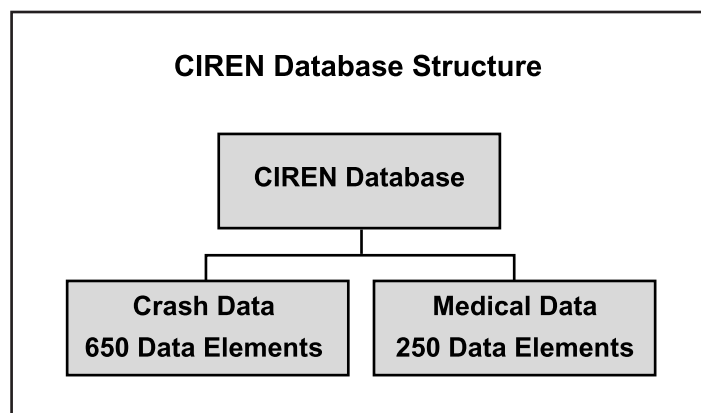 CIREN Database Structure
CIREN Database
Crash Data
650 Data Elements
Medical Data
250 Data Elements